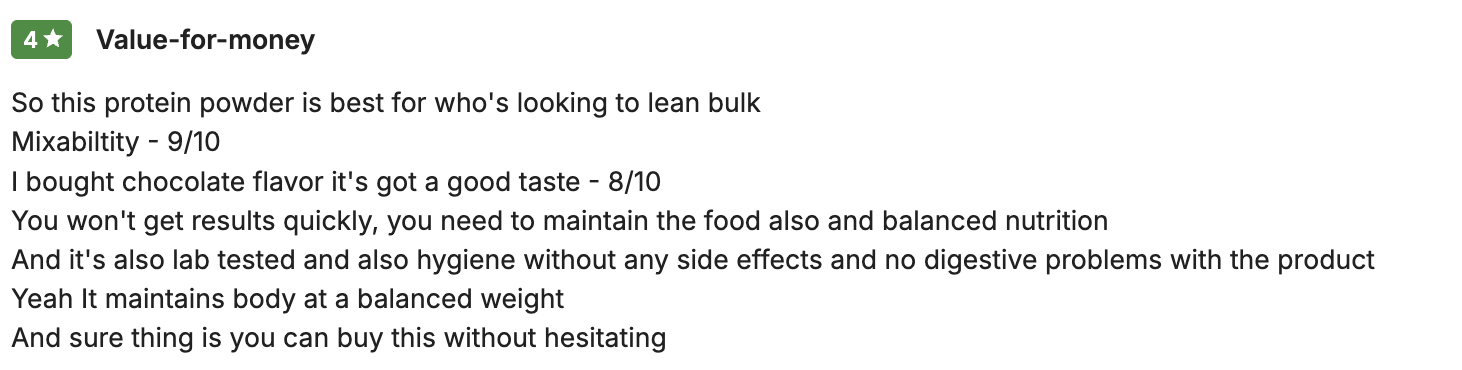 4★ Value-for-money
So this protein powder is best for who's looking to lean bulk
Mixabiltity - 9/10
I bought chocolate flavor it's got a good taste - 8/10
You won't get results quickly, you need to maintain the food also and balanced nutrition
And it's also lab tested and also hygiene without any side effects and no digestive problems with the product
Yeah It maintains body at a balanced weight
And sure thing is you can buy this without hesitating